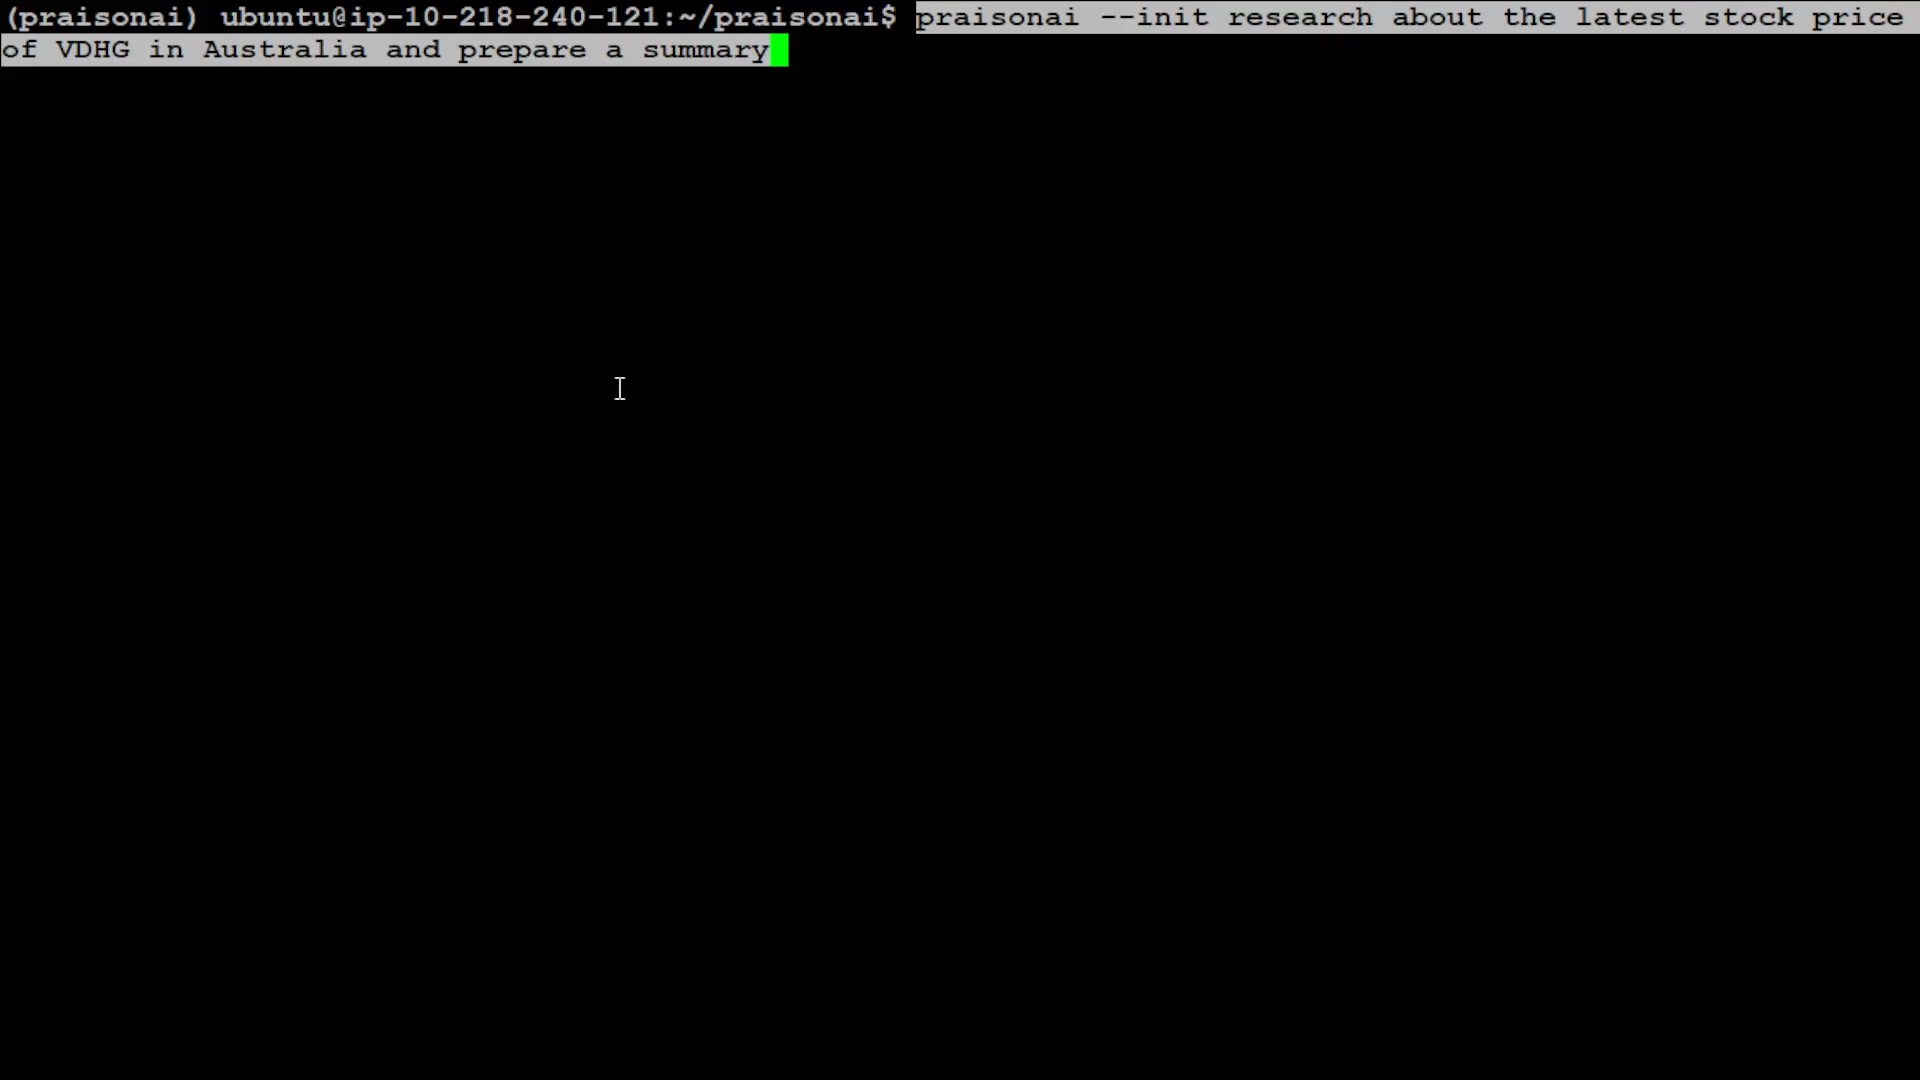 (praisonai) ubuntu@ip-10-218-240-121:~/praisonai$ praisonai --init research about the latest stock price
of VDHG in Australia and prepare a summary